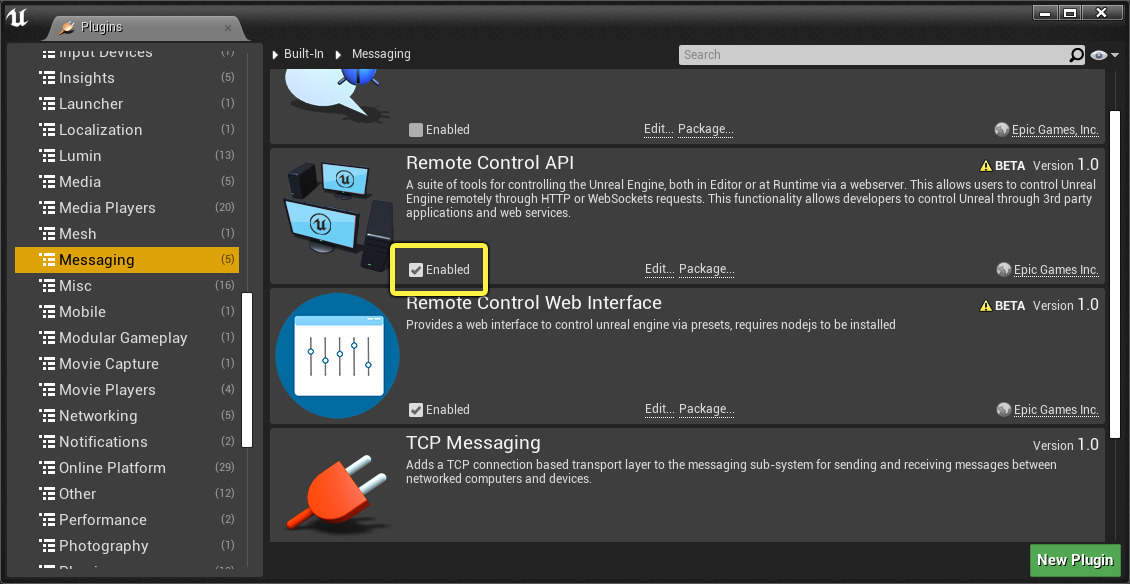 Plugins
Input Devices (7)
Insights (5)
Launcher (1)
Localization (1)
Lumin (13)
Media (5)
Media Players (20)
Mesh (1)
Messaging (5)
Misc (16)
Mobile (1)
Modular Gameplay (1)
Movie Capture (1)
Movie Players (4)
Networking (5)
Notifications (2)
Online Platform (29)
Other (12)
Performance (2)
Photography (1)
Built-In Messaging
Search
Enabled Edit... Package... Epic Games, Inc.
Remote Control API BETA Version 1.0
A suite of tools for controlling the Unreal Engine, both in Editor or at Runtime via a webserver. This allows users to control Unreal
Engine remotely through HTTP or WebSockets requests. This functionality allows developers to control Unreal through 3rd party
applications and web services.
Enabled Edit... Package... Epic Games Inc.
Remote Control Web Interface BETA Version 1.0
Provides a web interface to control unreal engine via presets, requires nodejs to be installed
Enabled Edit... Package... Epic Games Inc.
TCP Messaging Version 1.0
Adds a TCP connection based transport layer to the messaging sub-system for sending and receiving messages between
networked computers and devices.
New Plugin